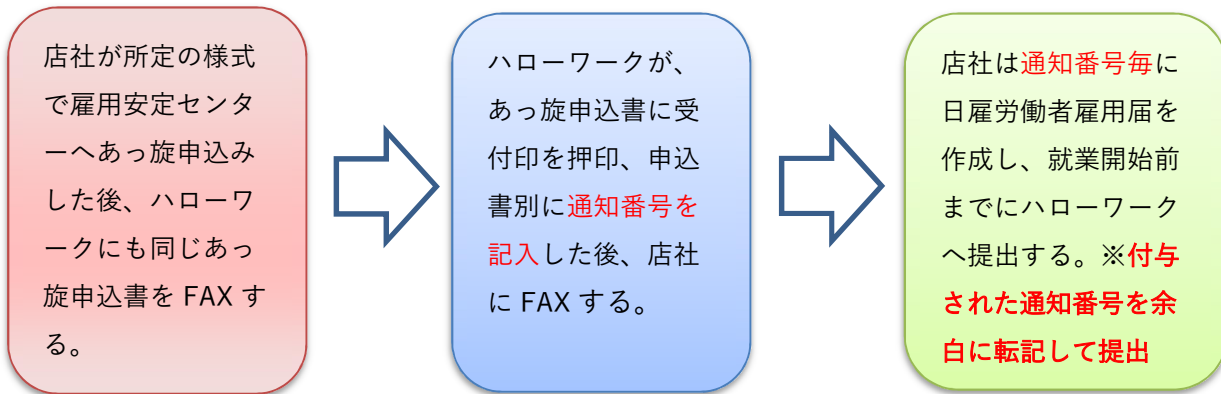 店社が所定の様式
で雇用安定センタ
ーへあっ旋申込み
した後、ハローワ
ークにも同じあっ
旋申込書を FAX す
る。
ハローワークが、
あっ旋申込書に受
付印を押印、申込
書別に通知番号を
記入した後、店社
に FAX する。
店社は通知番号毎に
日雇労働者雇用届を
作成し、就業開始前
までにハローワーク
へ提出する。※付与
された通知番号を余
白に転記して提出